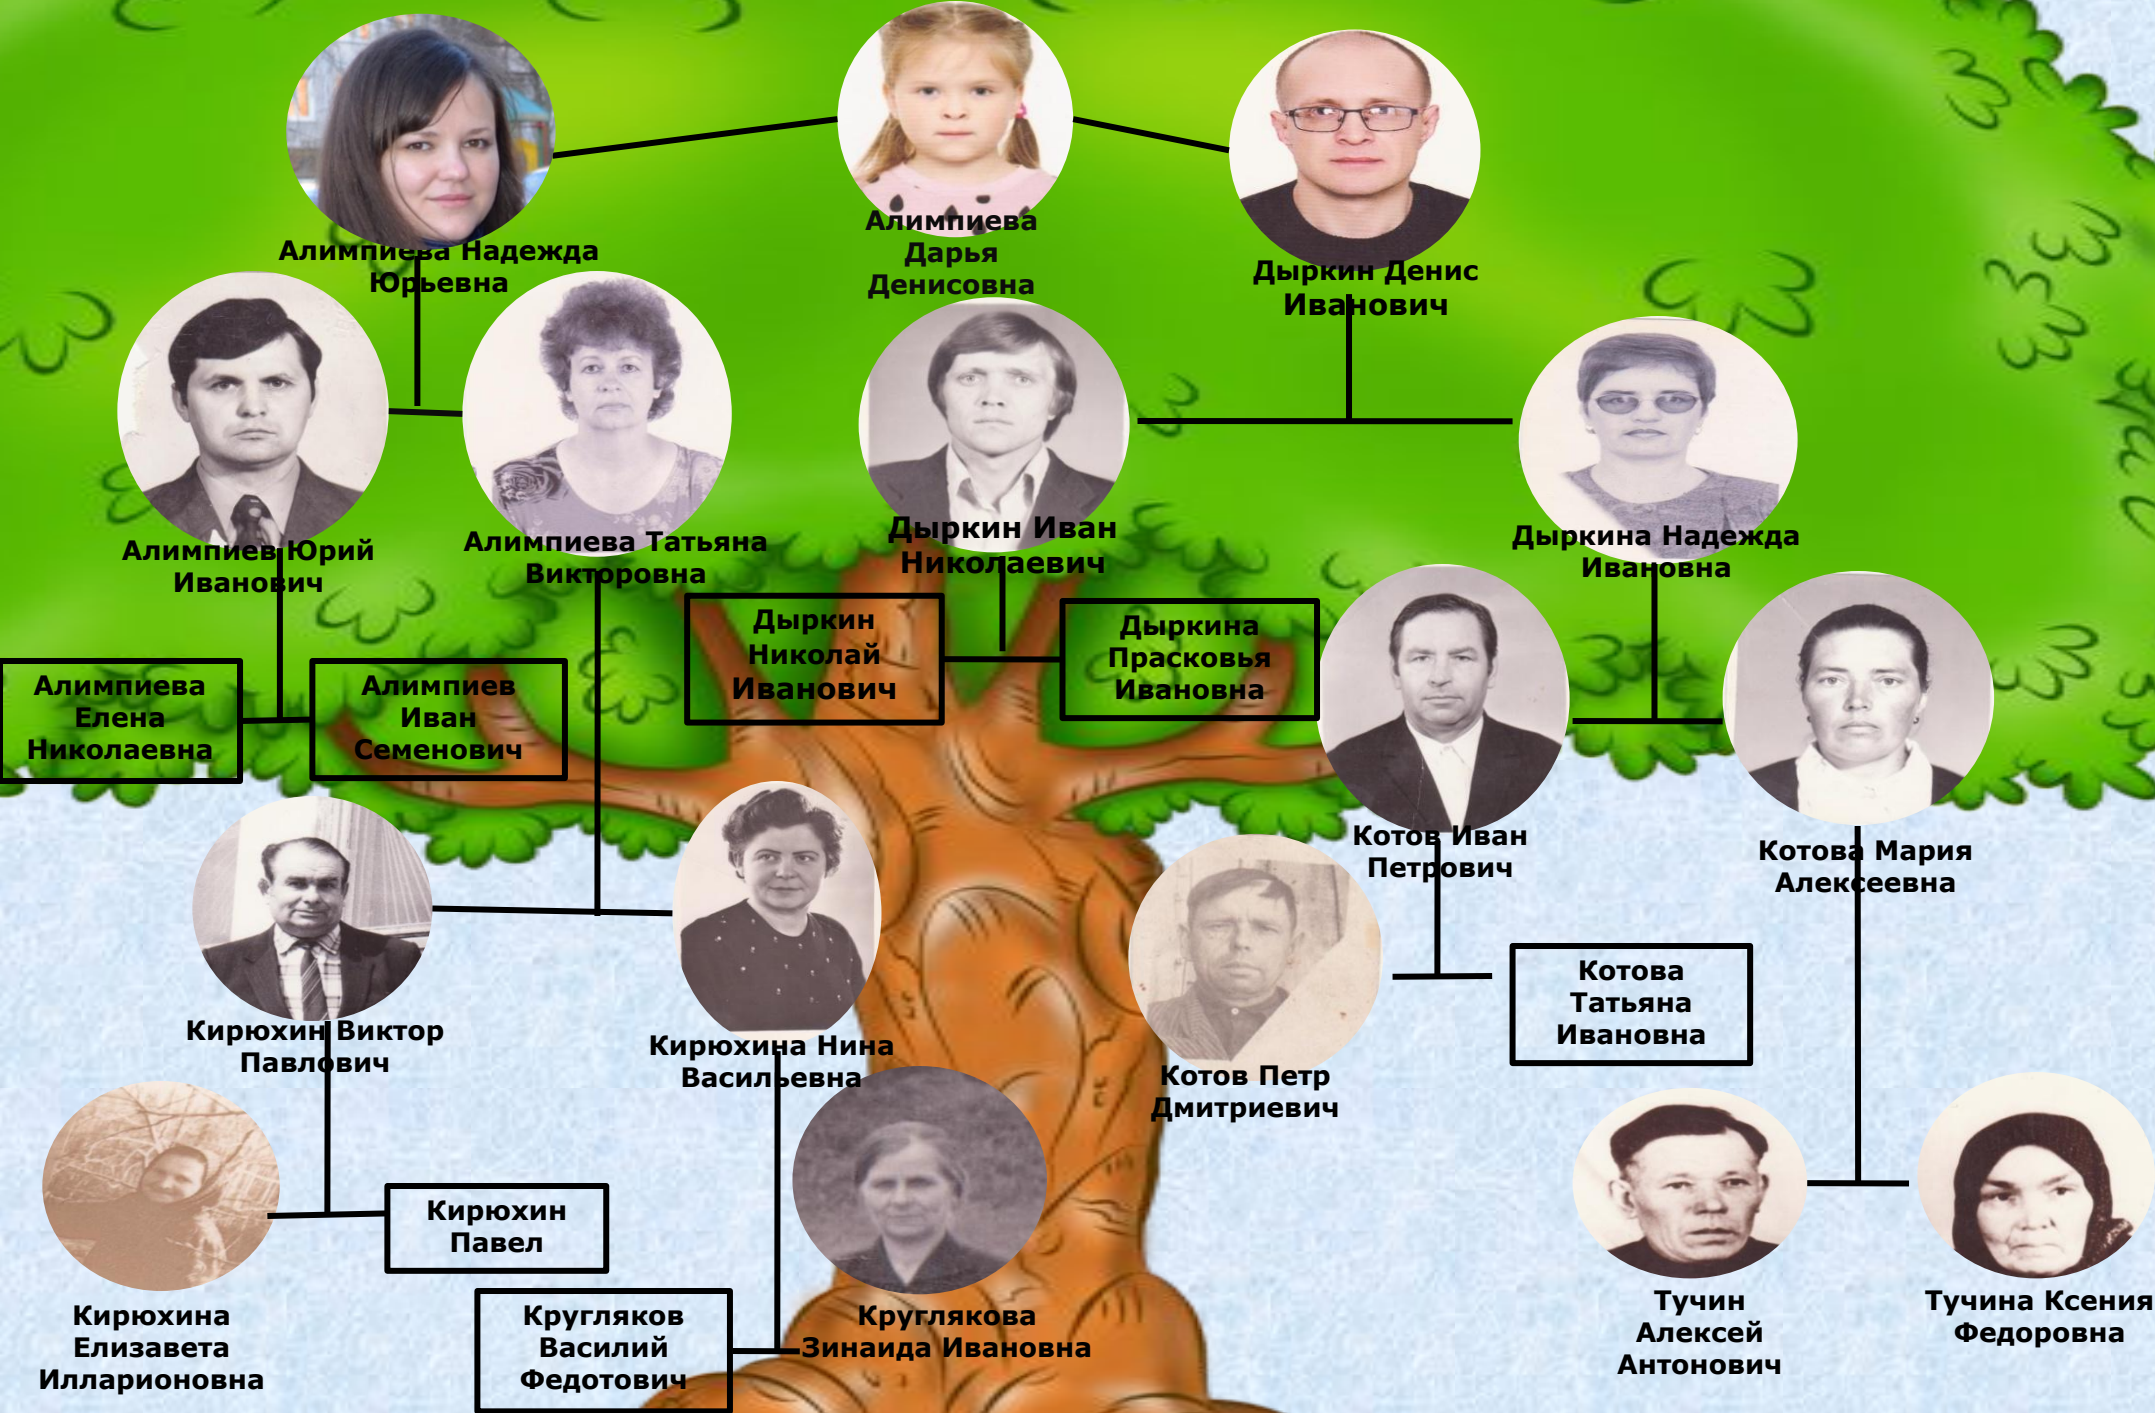 Алимпиева Надежда
Юрьевна
Алимпиева
Дарья
Денисовна
Дыркин Денис
Иванович
Алимпиев Юрий
Иванович
Алимпиева Татьяна
Викторовна
Дыркин Иван
Николаевич
Дыркина Надежда
Ивановна
Алимпиева
Елена
Николаевна
Алимпиев
Иван
Семенович
Дыркин
Николай
Иванович
Дыркина
Прасковья
Ивановна
Котов Иван
Петрович
Котова Мария
Алексеевна
Кирюхин Виктор
Павлович
Кирюхина Нина
Васильевна
Котов Петр
Дмитриевич
Котова
Татьяна
Ивановна
Кирюхина
Елизавета
Илларионовна
Кирюхин
Павел
Кругляков
Василий
Федотович
Круглякова
Зинаида Ивановна
Тучин
Алексей
Антонович
Тучина Ксения
Федоровна